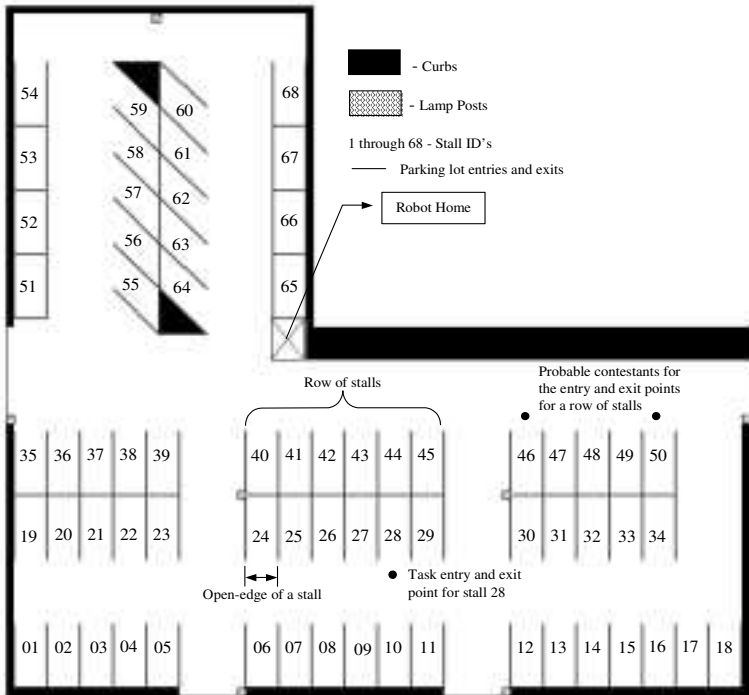 - Curbs
- Lamp Posts
1 through 68 - Stall ID's
Parking lot entries and exits
Robot Home
54
53
52
51
59
58
57
56
55
60
61
62
63
64
68
67
66
65
Row of stalls
Probable contestants for
the entry and exit points
for a row of stalls
35 36 37 38 39 40 41 42 43 44 45 46 47 48 49 50
19 20 21 22 23 24 25 26 27 28 29 30 31 32 33 34
Open-edge of a stall
Task entry and exit
point for stall 28
01 02 03 04 05 06 07 08 09 10 11 12 13 14 15 16 17 18